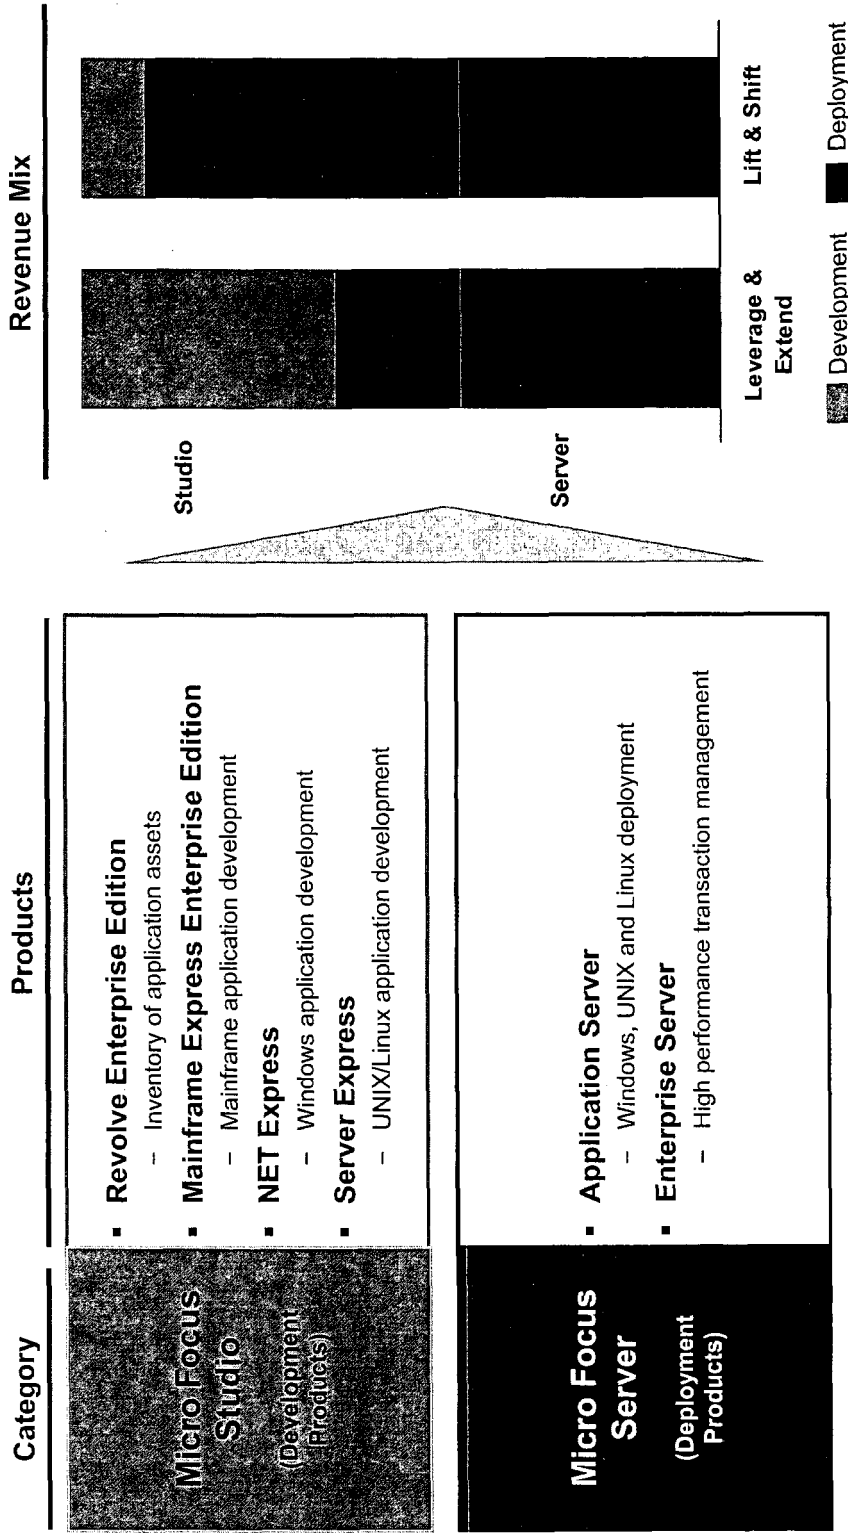 Category
Products
Revenue Mix
Micro Focus
Studio
(Development
Products)
▪ Revolve Enterprise Edition
– Inventory of application assets
▪ Mainframe Express Enterprise Edition
– Mainframe application development
▪ NET Express
– Windows application development
▪ Server Express
– UNIX/Linux application development
Micro Focus
Server
(Deployment
Products)
▪ Application Server
– Windows, UNIX and Linux deployment
▪ Enterprise Server
– High performance transaction management
Studio
Server
Leverage &
Extend
Lift & Shift
Development
Deployment